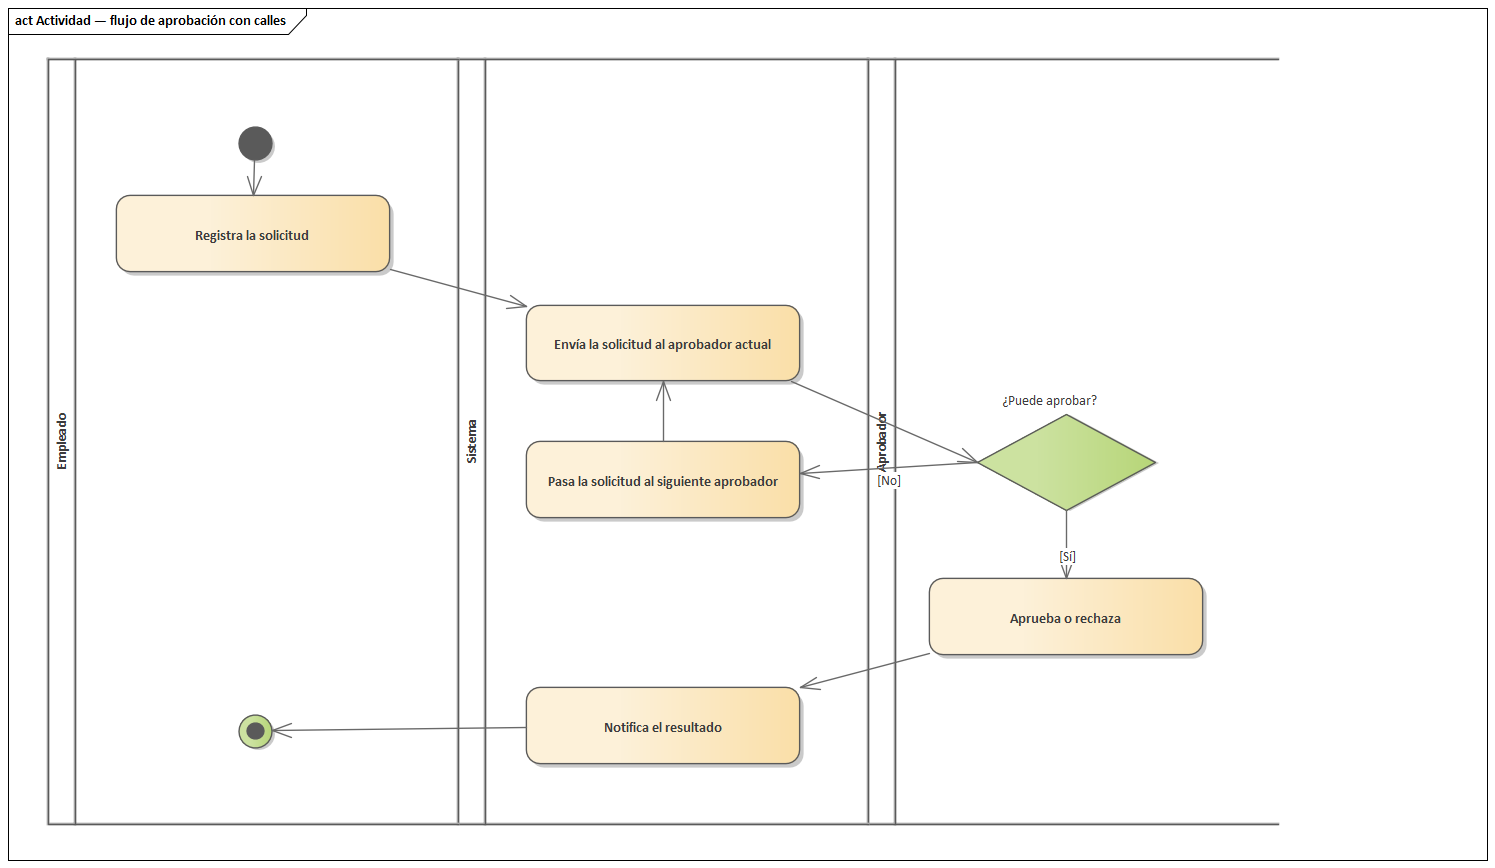 act Actividad — flujo de aprobación con calles
Empleado
Sistema
Aprobador
Registra la solicitud
Envía la solicitud al aprobador actual
¿Puede aprobar?
Pasa la solicitud al siguiente aprobador
[No]
[Sí]
Aprueba o rechaza
Notifica el resultado